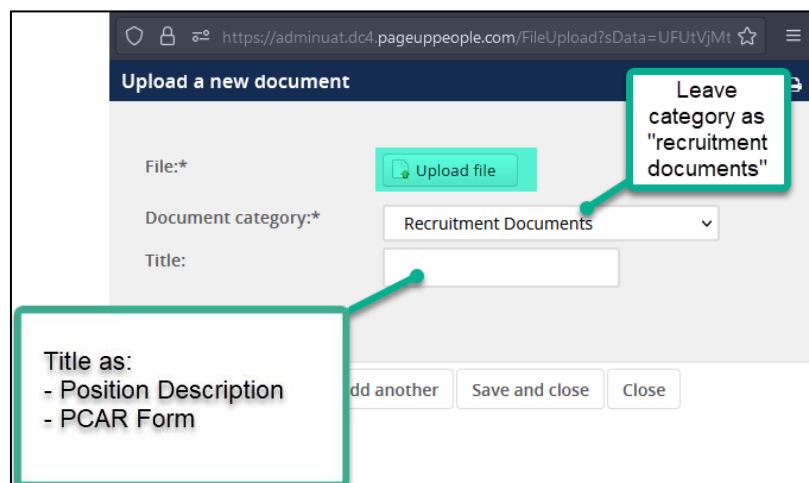 https://adminuat.dc4.pageuppeople.com/FileUpload?sData=UFUtVjMt
Upload a new document
Leave
category as
"recruitment
documents"
File:*
Upload file
Document category:*
Recruitment Documents
Title:
Title as:
- Position Description
- PCAR Form
dd another
Save and close
Close